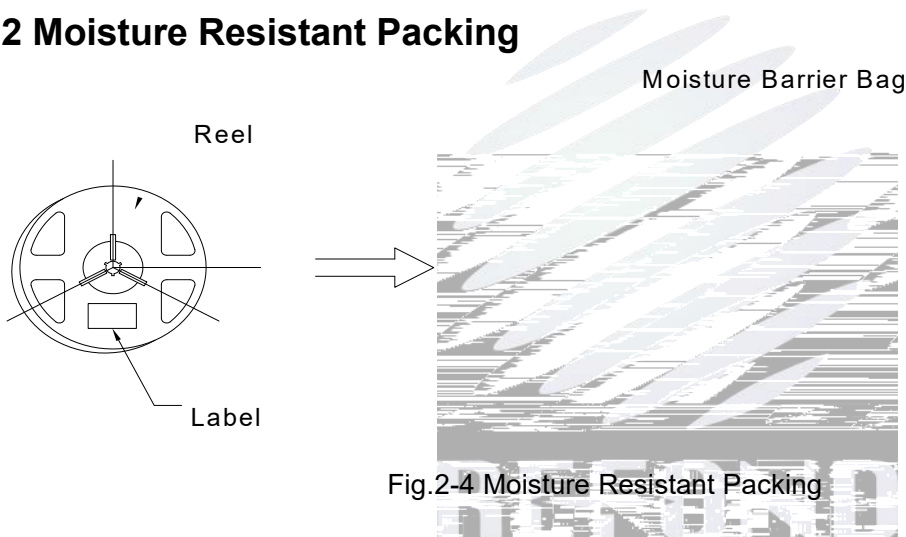 2 Moisture Resistant Packing
Moisture Barrier Bag
Reel
Label
Fig.2-4 Moisture Resistant Packing